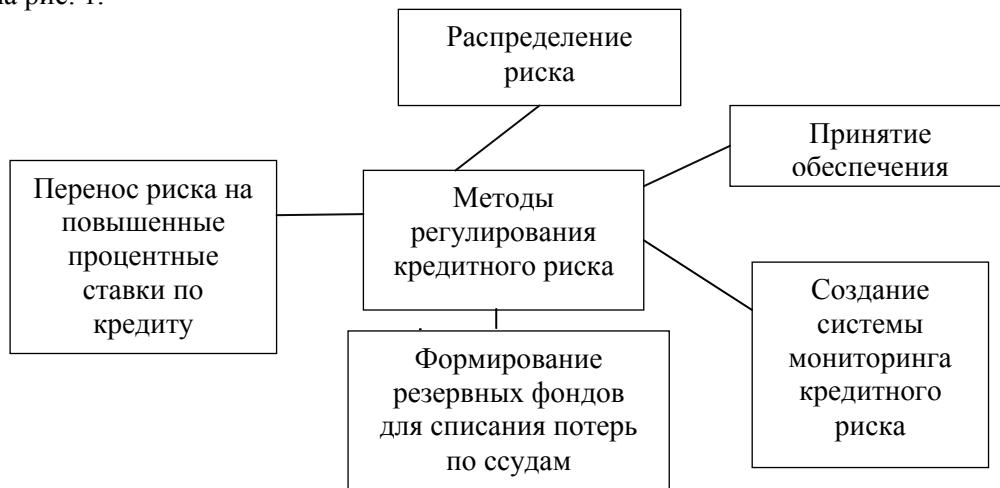 на рис. 1.
Распределение
риска
Принятие
обеспечения
Перенос риска на
повышенные
процентные
ставки по
кредиту
Методы
регулирования
кредитного риска
Создание
системы
мониторинга
кредитного
риска
Формирование
резервных фондов
для списания потерь
по ссудам